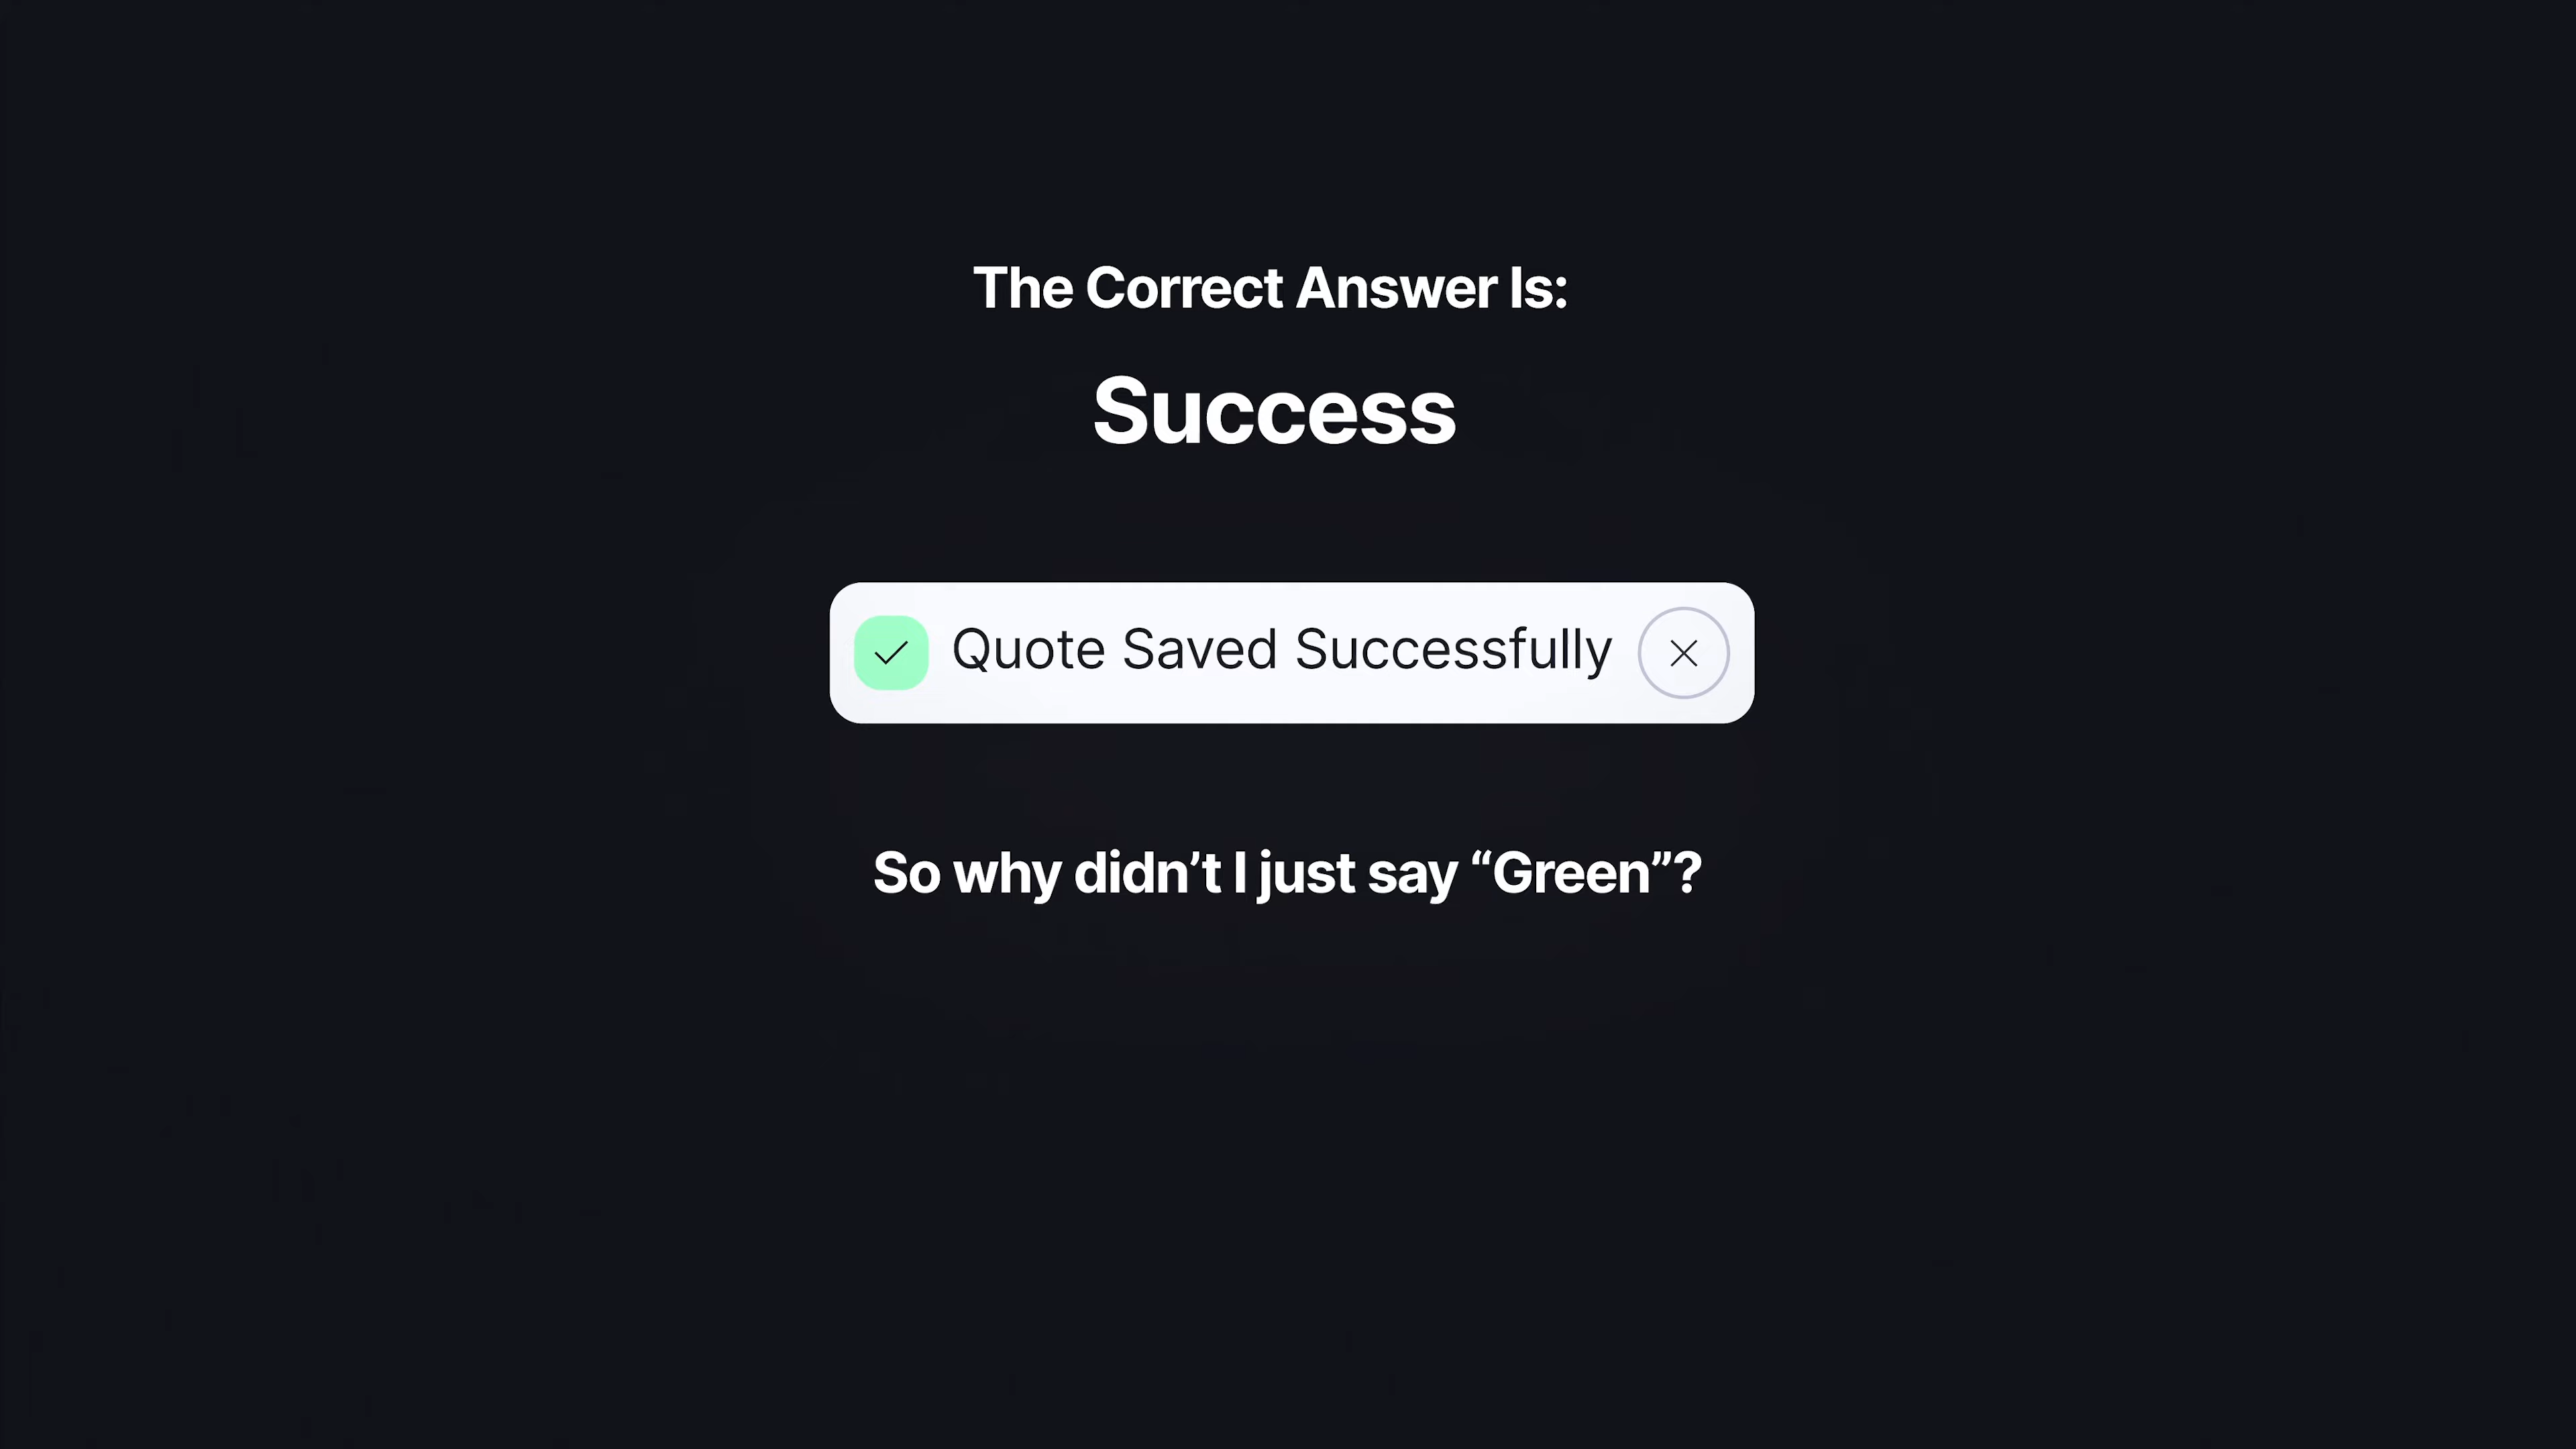 The Correct Answer Is:
Success
Quote Saved Successfully
So why didn’t I just say “Green”?